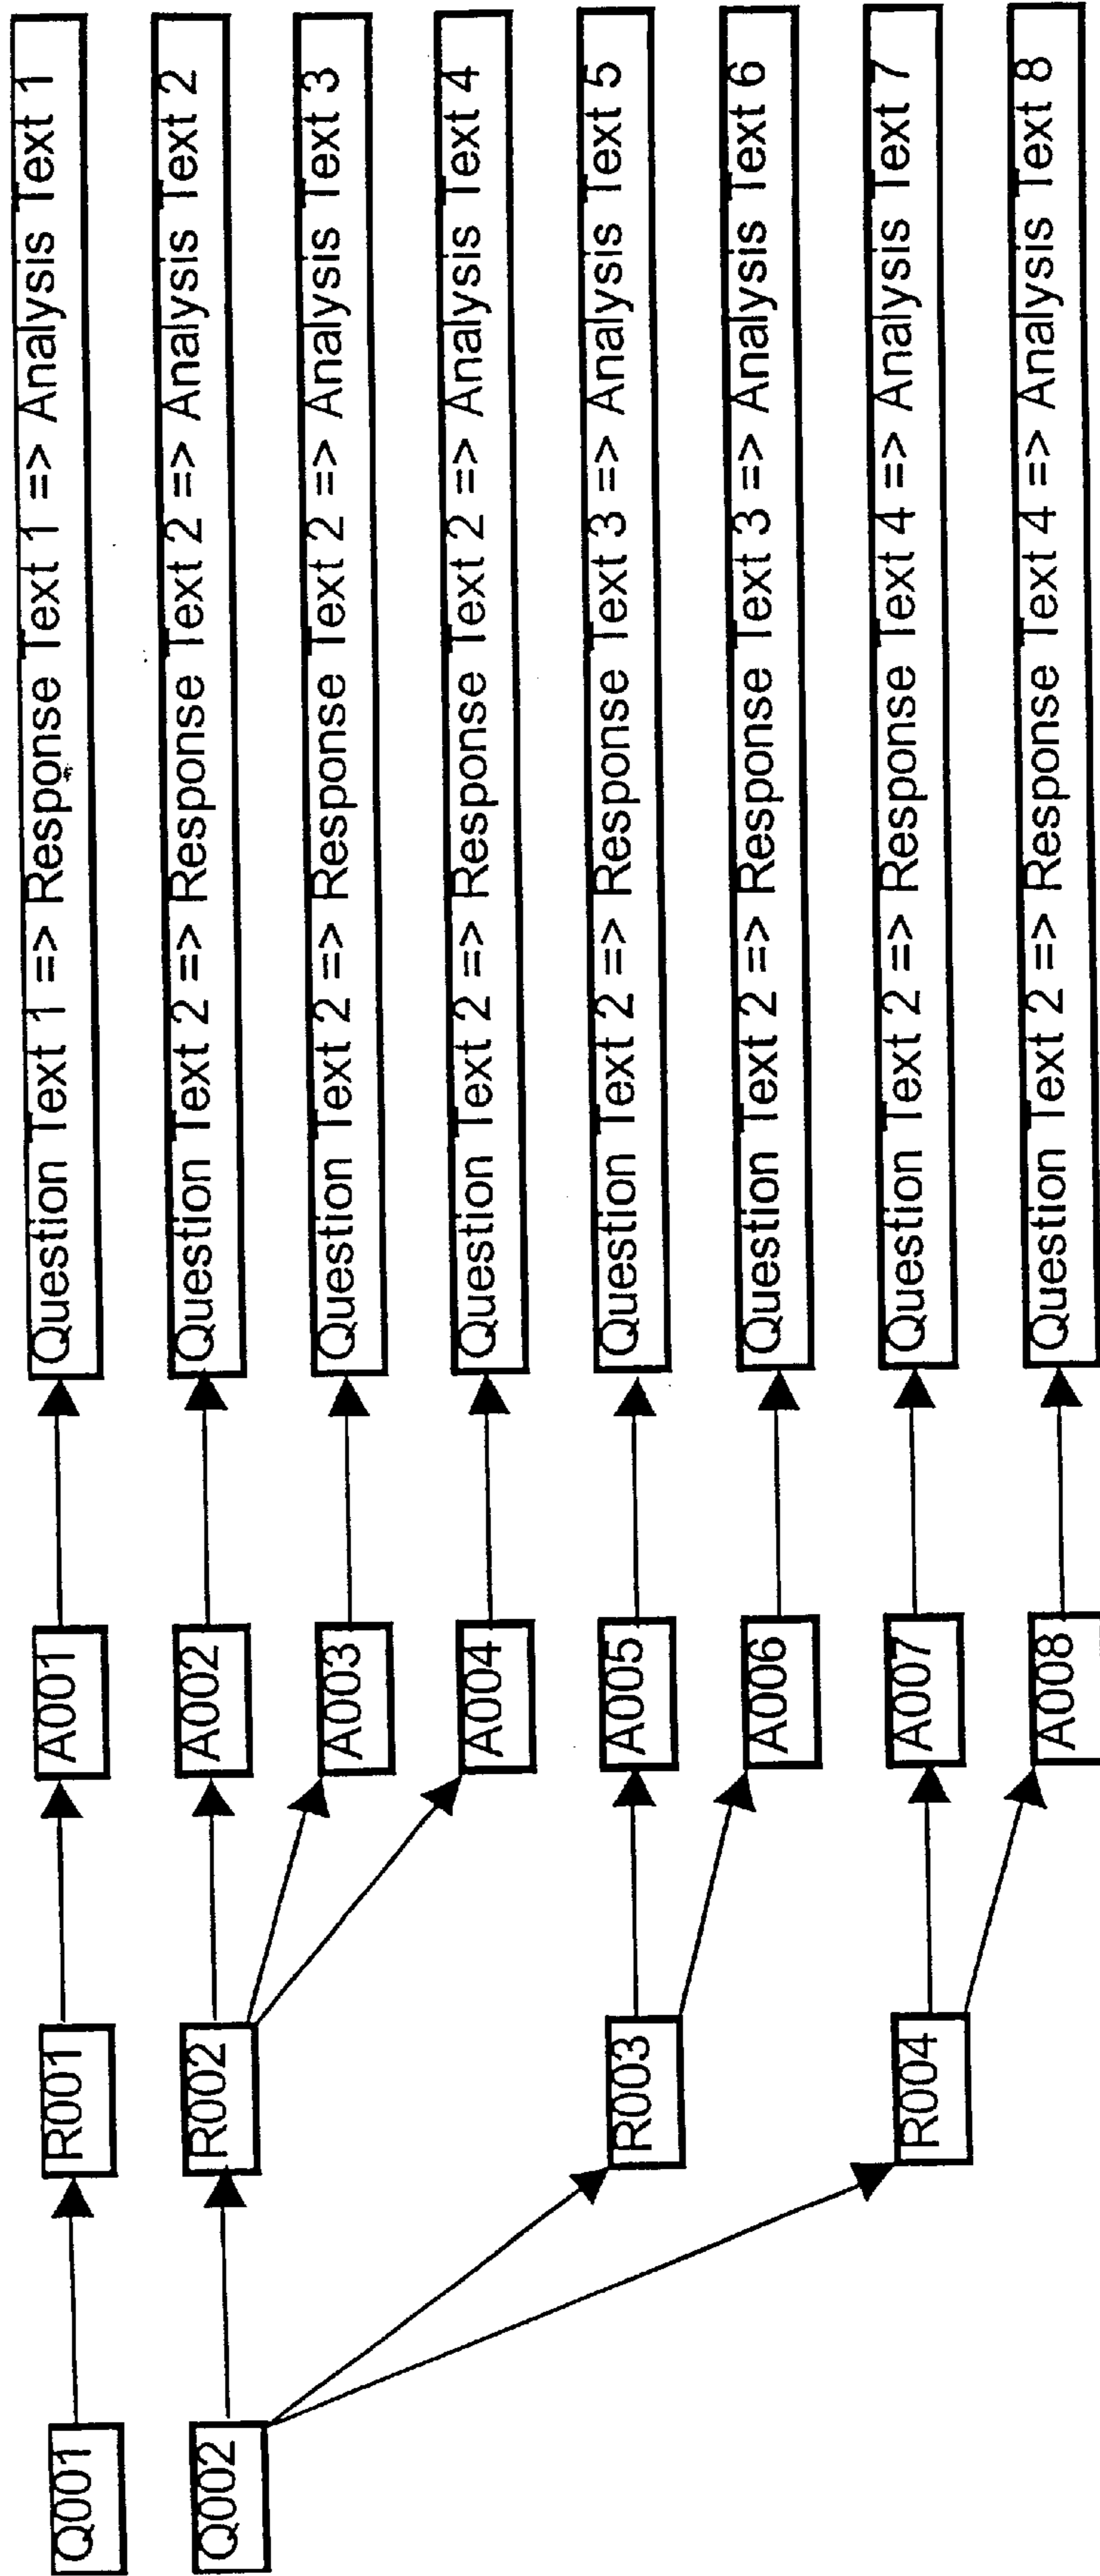 Q001
R001
A001
Question Text 1 => Response Text 1 => Analysis Text 1
Q002
R002
A002
Question Text 2 => Response Text 2 => Analysis Text 2
A003
Question Text 2 => Response Text 2 => Analysis Text 3
A004
Question Text 2 => Response Text 2 => Analysis Text 4
R003
A005
Question Text 2 => Response Text 3 => Analysis Text 5
A006
Question Text 2 => Response Text 3 => Analysis Text 6
R004
A007
Question Text 2 => Response Text 4 => Analysis Text 7
A008
Question Text 2 => Response Text 4 => Analysis Text 8